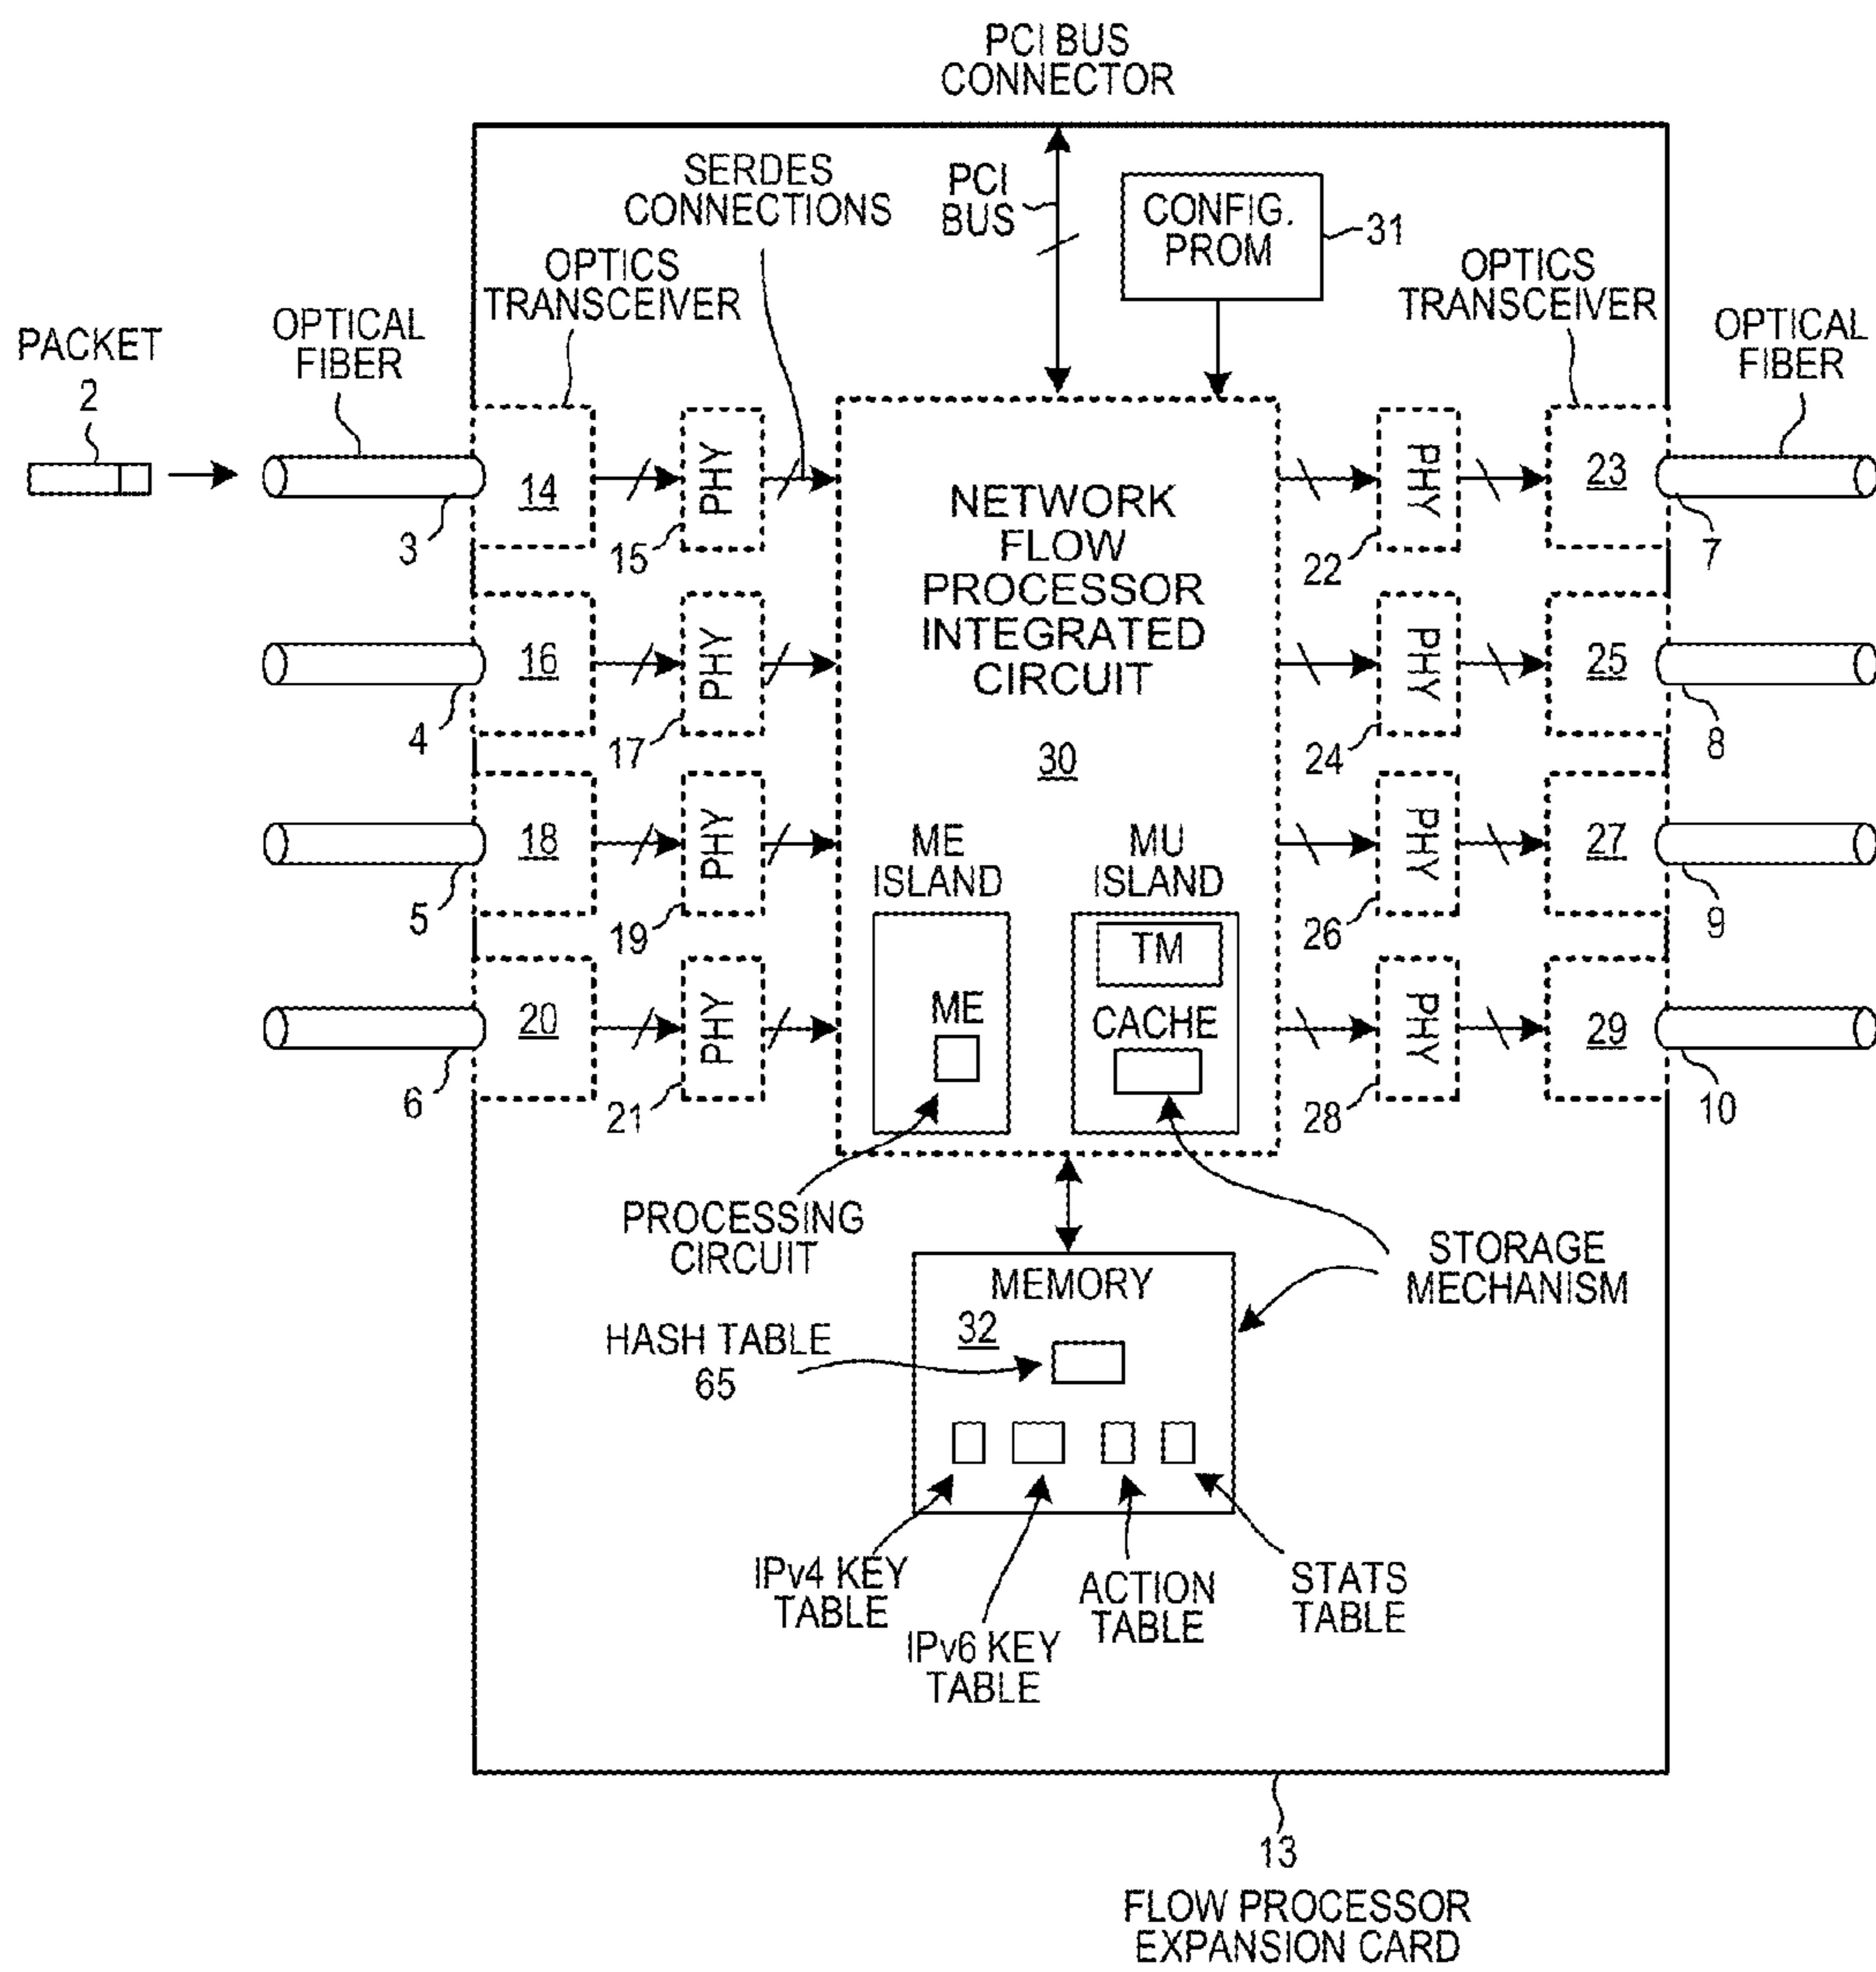 PCI BUS
CONNECTOR
SERDES
CONNECTIONS
PCI
BUS
CONFIG.
PROM
31
OPTICS
TRANSCEIVER
OPTICS
TRANSCEIVER
PACKET
2
OPTICAL
FIBER
OPTICAL
FIBER
14
PHY
3
15
NETWORK
FLOW
PROCESSOR
INTEGRATED
CIRCUIT
30
PHY
23
22
7
16
PHY
4
17
PHY
25
24
8
18
PHY
5
19
PHY
27
26
9
20
PHY
6
21
PHY
29
28
10
ME
ISLAND
ME
MU
ISLAND
TM
CACHE
PROCESSING
CIRCUIT
STORAGE
MECHANISM
MEMORY
32
HASH TABLE
65
IPv4 KEY
TABLE
IPv6 KEY
TABLE
ACTION
TABLE
STATS
TABLE
13
FLOW PROCESSOR
EXPANSION CARD